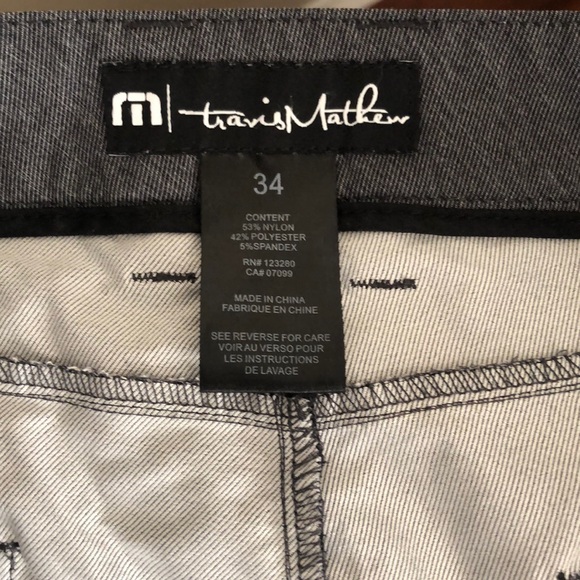 m | travisMathew
34
CONTENT
53% NYLON
42% POLYESTER
5%SPANDEX
RN# 123280
CA# 07099
MADE IN CHINA
FABRIQUE EN CHINE
SEE REVERSE FOR CARE
VOIR AU VERSO POUR
LES INSTRUCTIONS
DE LAVAGE